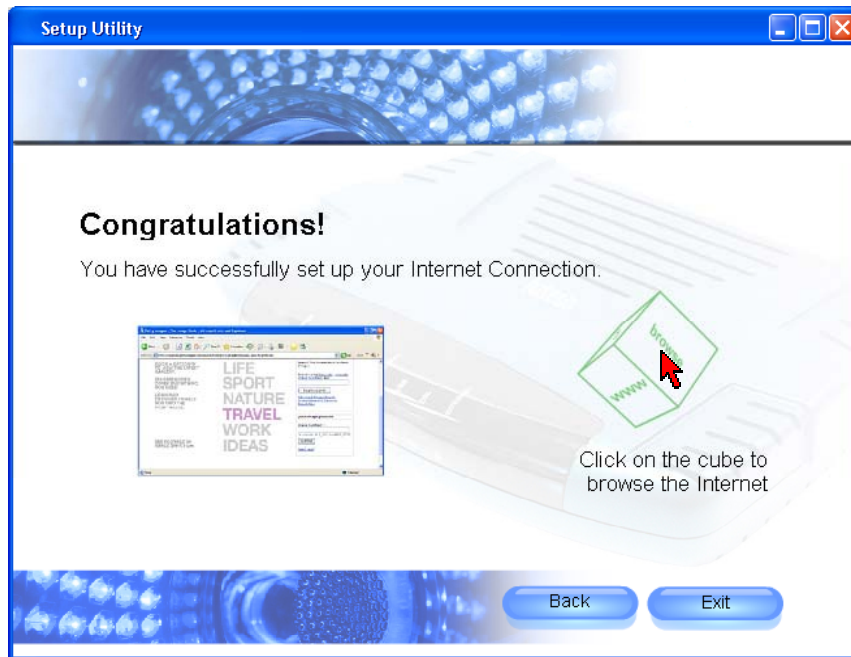 Setup Utility
Congratulations!
You have successfully set up your Internet Connection.
LIFE
SPORT
NATURE
TRAVEL
WORK
IDEAS
browse
www
Click on the cube to
browse the Internet
Back
Exit